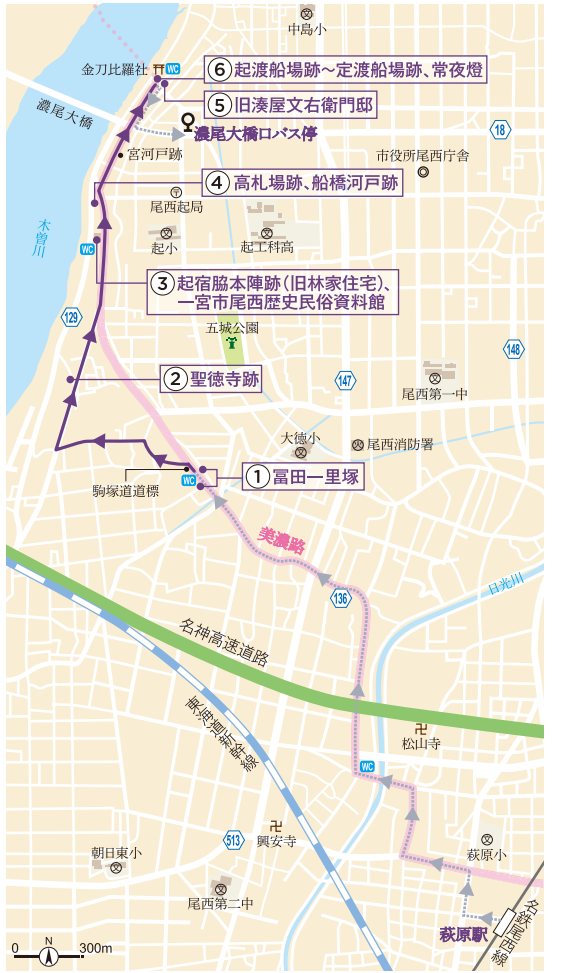 中島小
金刀比羅社
WC
⑥ 起渡船場跡～定渡船場跡、常夜燈
⑤ 旧湊屋文右衛門邸
濃尾大橋
濃尾大橋口バス停
18
宮河戸跡
市役所尾西庁舎
④ 高札場跡、船橋河戸跡
尾西起局
木曽川
起小
起工科高
WC
③ 起宿脇本陣跡（旧林家住宅）、
一宮市尾西歴史民俗資料館
129
五城公園
148
② 聖徳寺跡
147
尾西第一中
大徳小
尾西消防署
駒塚道道標
WC
① 冨田一里塚
美濃路
日光川
136
名神高速道路
東海道新幹線
卍
松山寺
WC
卍
興安寺
513
朝日東小
萩原小
尾西第二中
萩原駅
名鉄尾西線
0
N
300m